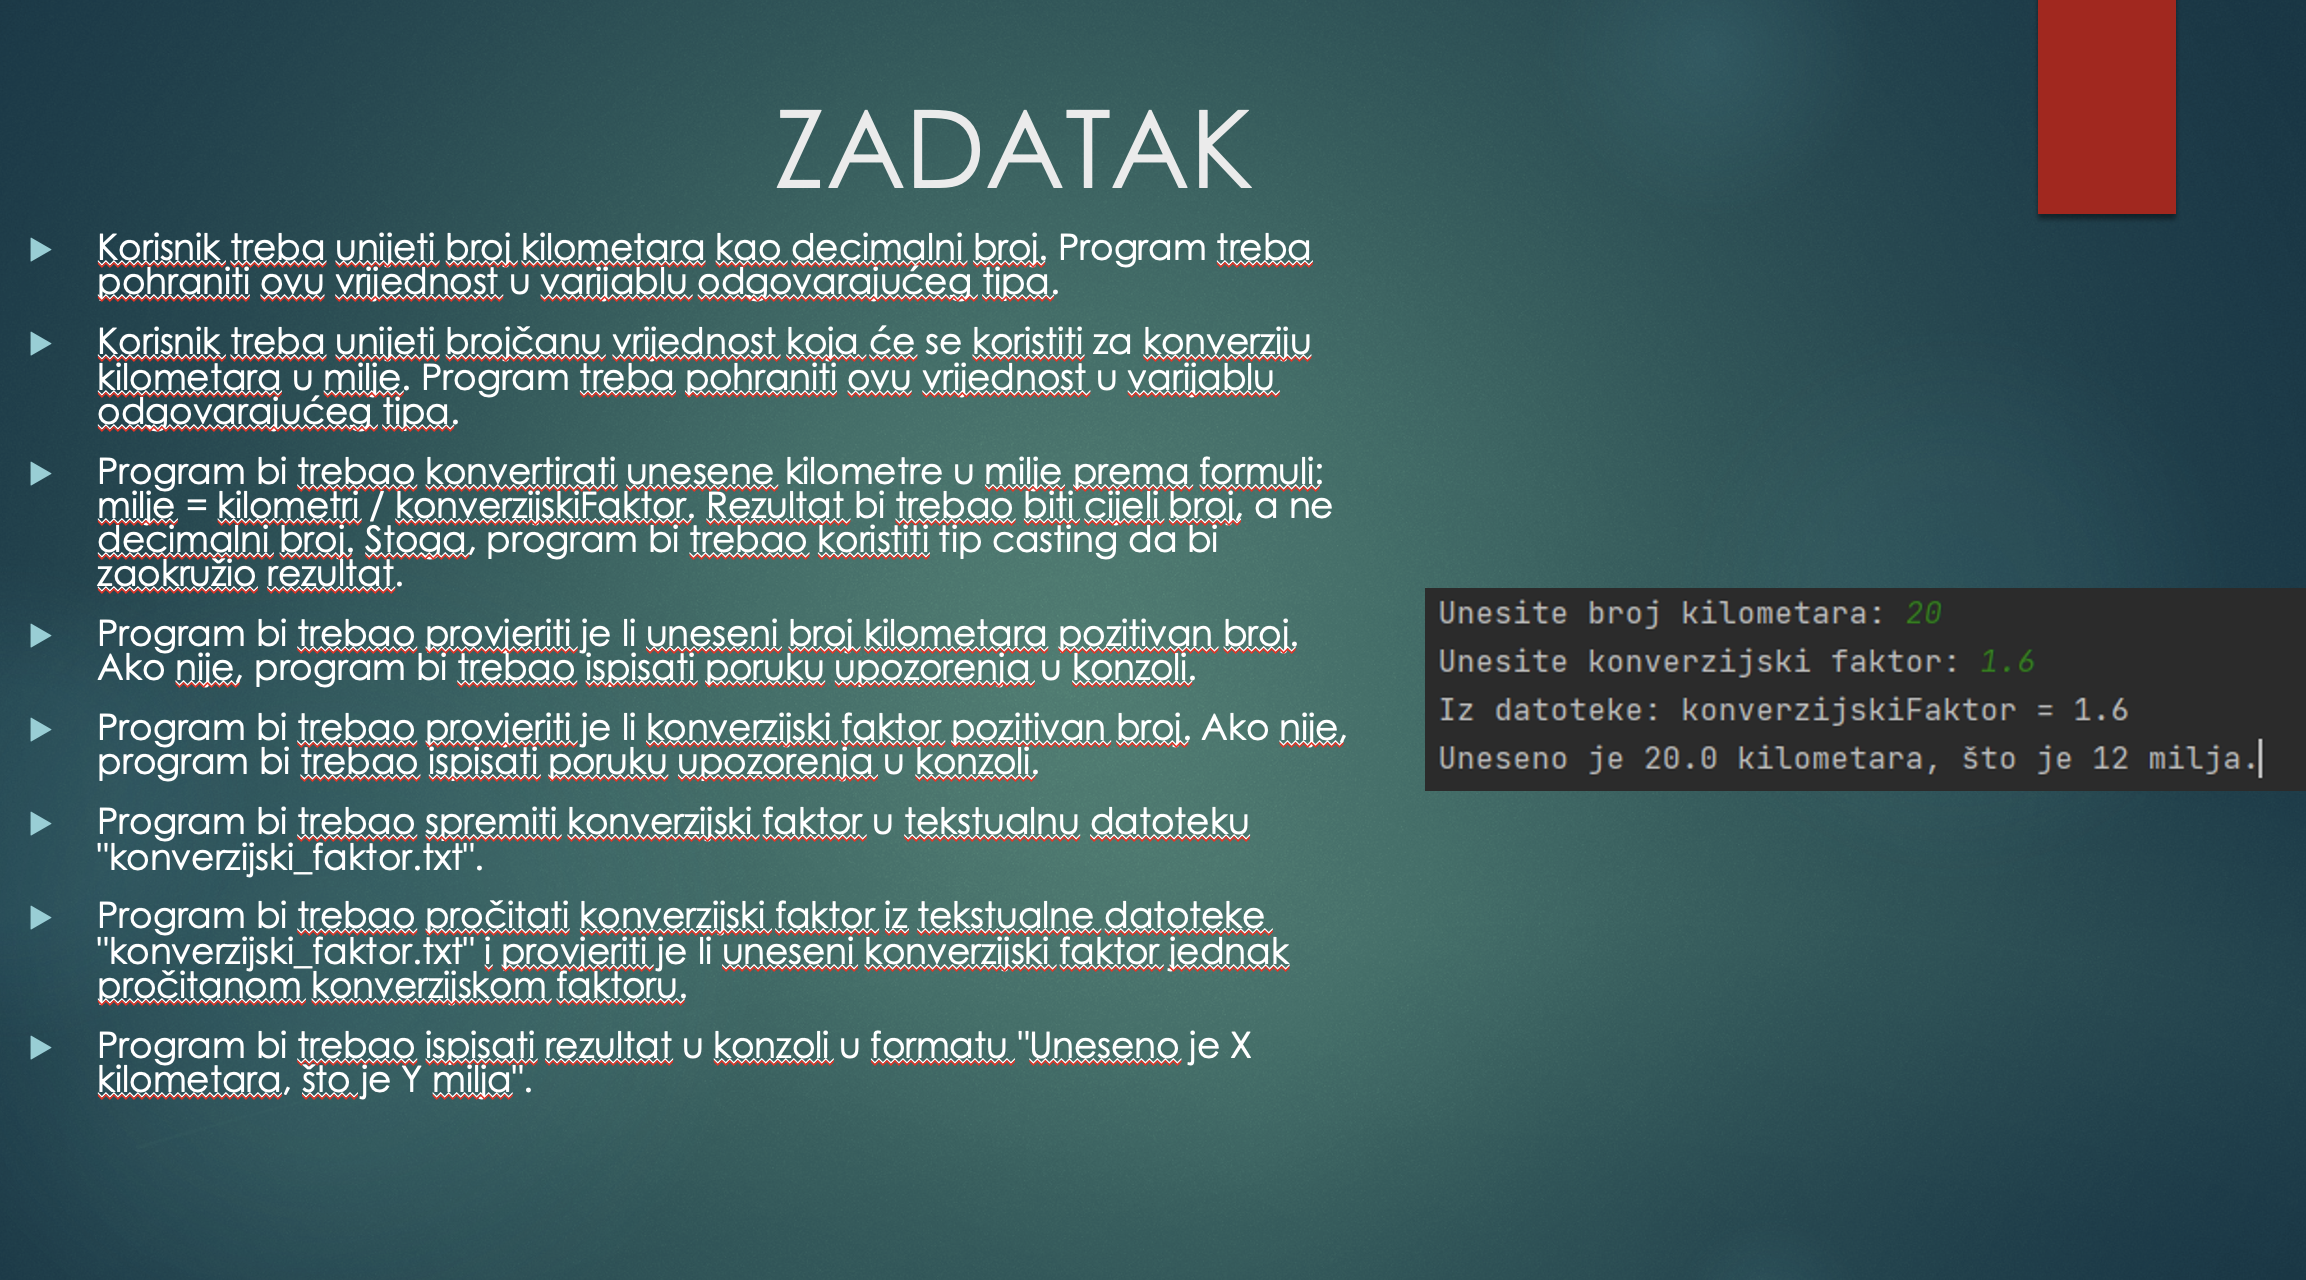 ZADATAK
Korisnik treba unijeti broj kilometara kao decimalni broj. Program treba
pohraniti ovu vrijednost u varijablu odgovarajućeg tipa.
Korisnik treba unijeti brojčanu vrijednost koja će se koristiti za konverziju
kilometara u milje. Program treba pohraniti ovu vrijednost u varijablu
odgovarajućeg tipa.
Program bi trebao konvertirati unesene kilometre u milje prema formuli:
milje = kilometri / konverzijskiFaktor. Rezultat bi trebao biti cijeli broj, a ne
decimalni broj. Stoga, program bi trebao koristiti tip casting da bi
zaokružio rezultat.
Program bi trebao provjeriti je li uneseni broj kilometara pozitivan broj.
Ako nije, program bi trebao ispisati poruku upozorenja u konzoli.
Program bi trebao provjeriti je li konverzijski faktor pozitivan broj. Ako nije,
program bi trebao ispisati poruku upozorenja u konzoli.
Program bi trebao spremiti konverzijski faktor u tekstualnu datoteku
"konverzijski_faktor.txt".
Program bi trebao pročitati konverzijski faktor iz tekstualne datoteke
"konverzijski_faktor.txt" i provjeriti je li uneseni konverzijski faktor jednak
pročitanom konverzijskom faktoru.
Program bi trebao ispisati rezultat u konzoli u formatu "Uneseno je X
kilometara, što je Y milja".
Unesite broj kilometara: 20
Unesite konverzijski faktor: 1.6
Iz datoteke: konverzijskiFaktor = 1.6
Uneseno je 20.0 kilometara, što je 12 milja.